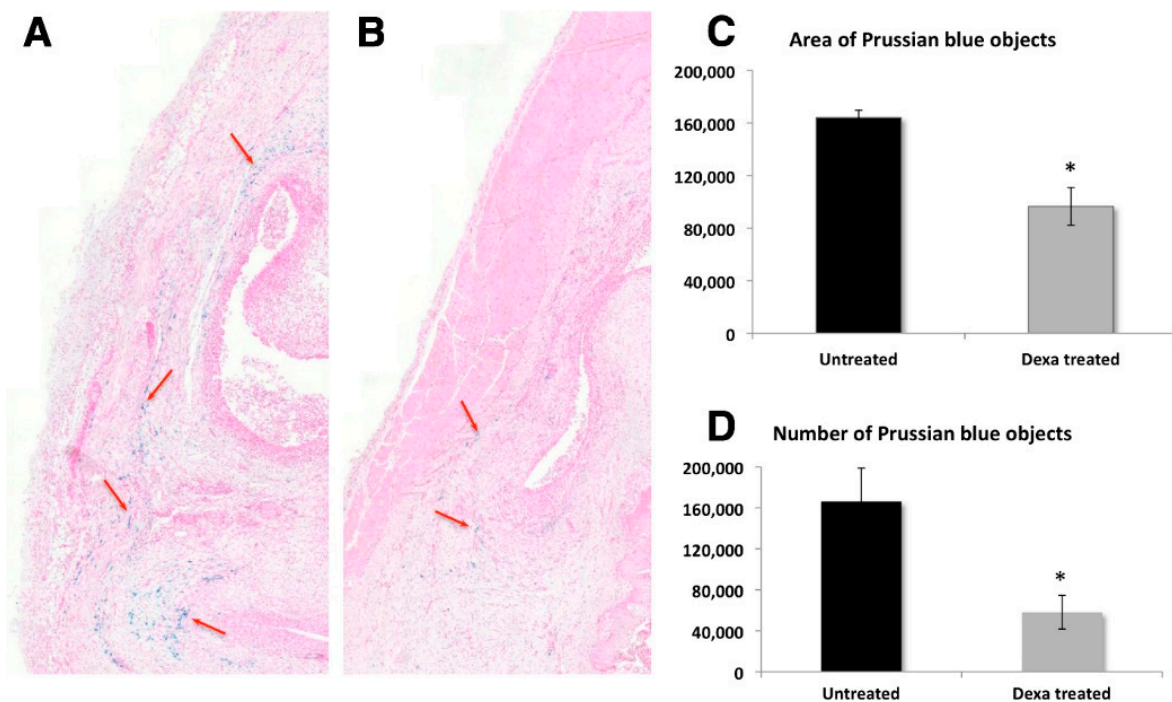 A
B
C
Area of Prussian blue objects
200,000
160,000
120,000
80,000
40,000
0
*
Untreated
Dexa treated
D
Number of Prussian blue objects
200,000
160,000
120,000
80,000
40,000
0
*
Untreated
Dexa treated